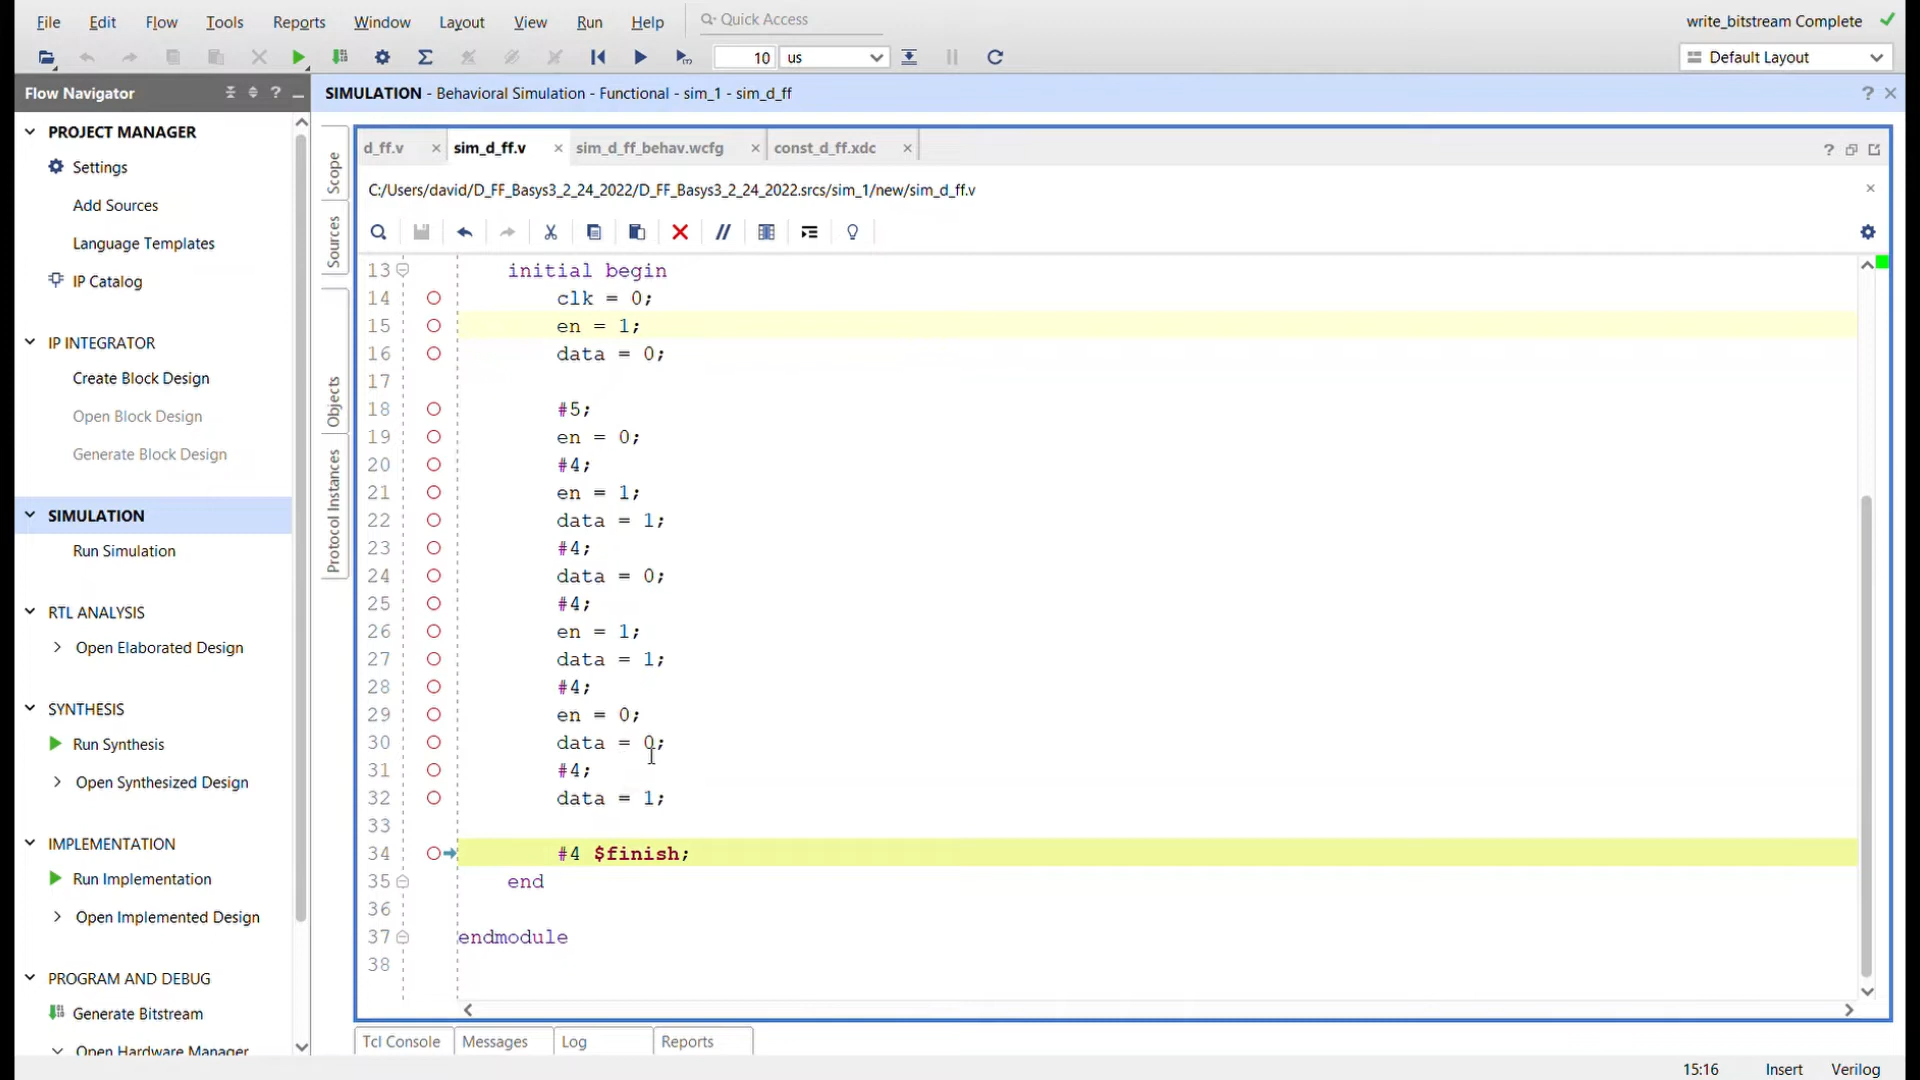 File Edit Flow Tools Reports Window Layout View Run Help Quick Access write_bitstream Complete
10 us Default Layout
Flow Navigator ? SIMULATION - Behavioral Simulation - Functional - sim_1 - sim_d_ff ?
PROJECT MANAGER
Settings
Add Sources
Language Templates
IP Catalog
IP INTEGRATOR
Create Block Design
Open Block Design
Generate Block Design
SIMULATION
Run Simulation
RTL ANALYSIS
Open Elaborated Design
SYNTHESIS
Run Synthesis
Open Synthesized Design
IMPLEMENTATION
Run Implementation
Open Implemented Design
PROGRAM AND DEBUG
Generate Bitstream
Open Hardware Manager
Scope
Sources
Objects
Protocol Instances
d_ff.v sim_d_ff.v sim_d_ff_behav.wcfg const_d_ff.xdc ?
C:/Users/david/D_FF_Basys3_2_24_2022/D_FF_Basys3_2_24_2022.srcs/sim_1/new/sim_d_ff.v
13 initial begin
14 clk = 0;
15 en = 1;
16 data = 0;
17
18 #5;
19 en = 0;
20 #4;
21 en = 1;
22 data = 1;
23 #4;
24 data = 0;
25 #4;
26 en = 1;
27 data = 1;
28 #4;
29 en = 0;
30 data = 0;
31 #4;
32 data = 1;
33
34 #4 $finish;
35 end
36
37 endmodule
38
Tcl Console Messages Log Reports
15:16 Insert Verilog